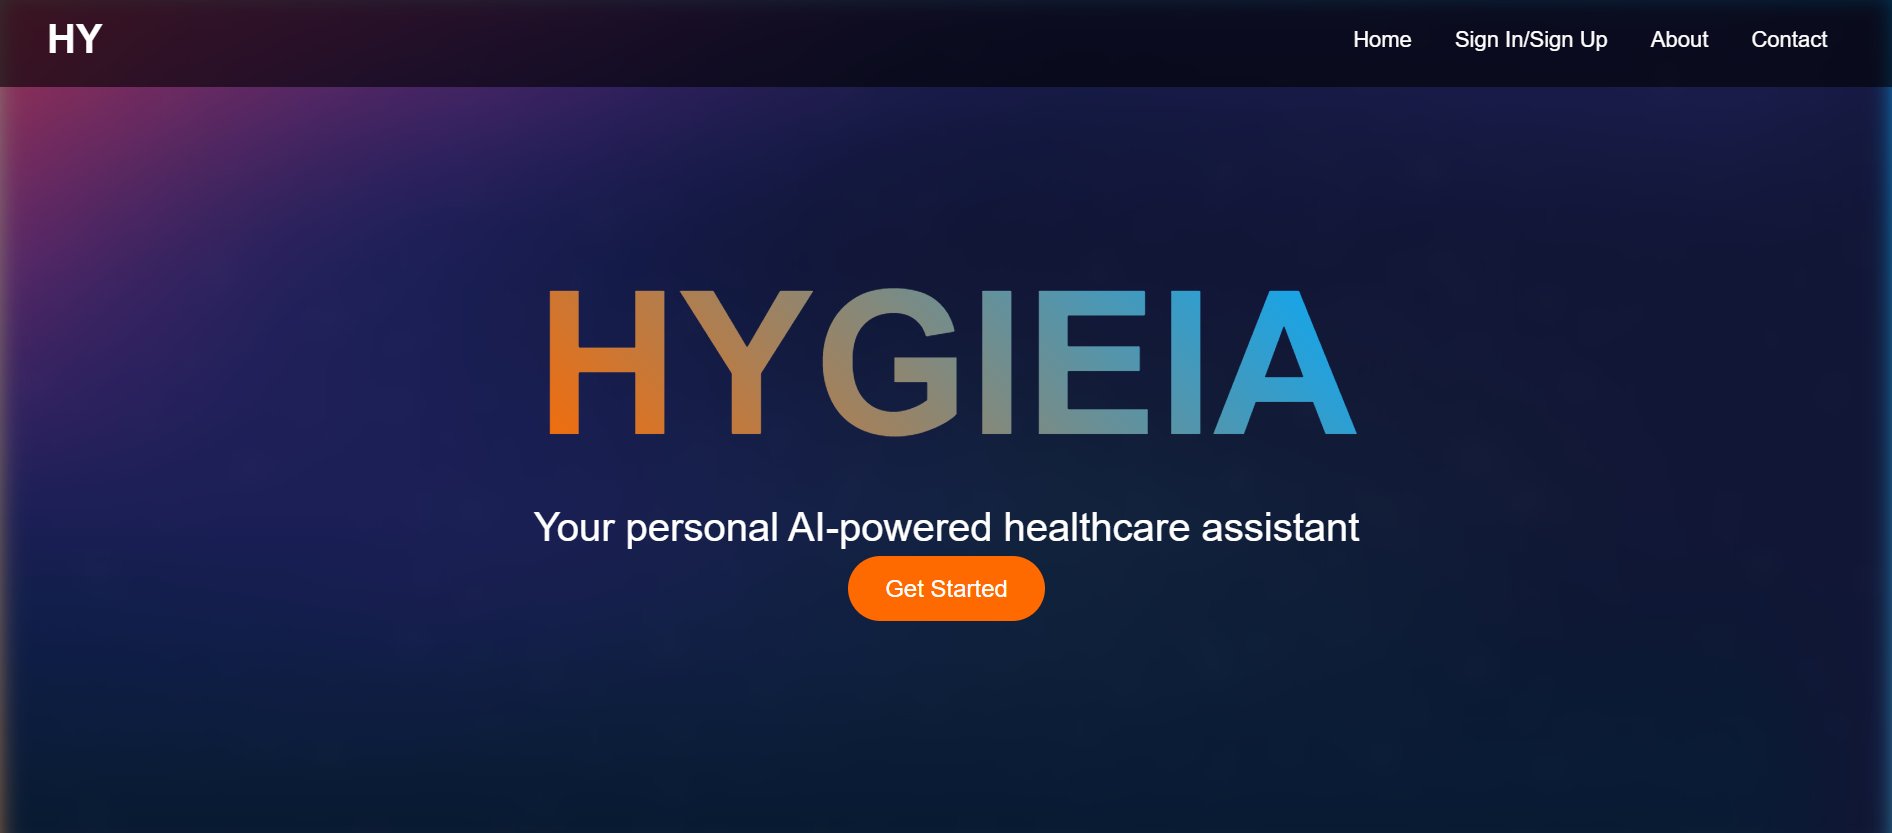 HY
Home Sign In/Sign Up About Contact
HYGIEIA
Your personal AI-powered healthcare assistant
Get Started